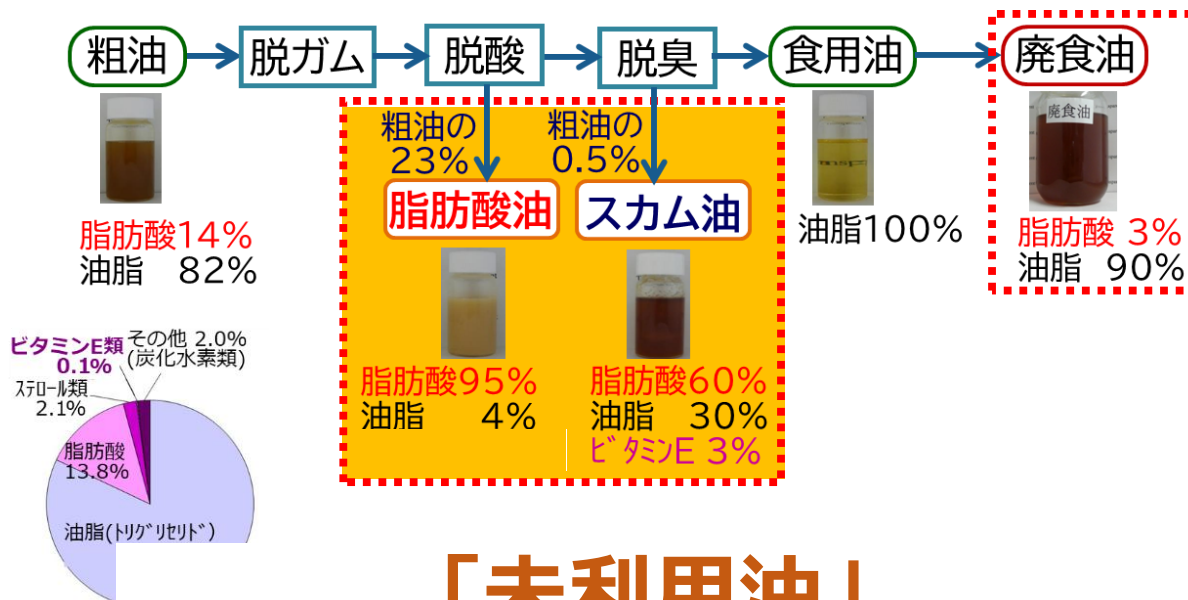 粗油
脱ガム
脱酸
脱臭
食用油
廃食油
粗油の
23%
粗油の
0.5%
廃食油
脂肪酸油
スカム油
脂肪酸14%
油脂 82%
油脂100%
脂肪酸 3%
油脂 90%
脂肪酸95%
油脂 4%
脂肪酸60%
油脂 30%
ビタミンE 3%
ビタミンE類
0.1%
その他 2.0%
(炭化水素類)
ステロール類
2.1%
脂肪酸
13.8%
油脂(トリグリセリド)
「未利用油」